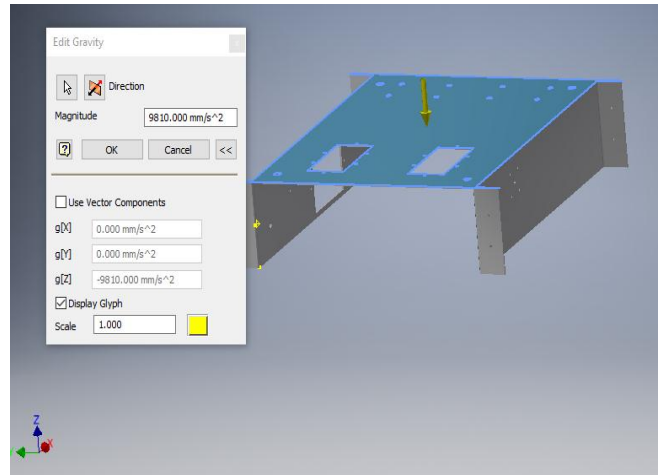 Edit Gravity
Direction
Magnitude 9810.000 mm/s^2
OK Cancel <<
Use Vector Components
g[X] 0.000 mm/s^2
g[Y] 0.000 mm/s^2
g[Z] -9810.000 mm/s^2
Display Glyph
Scale 1.000
Z
X